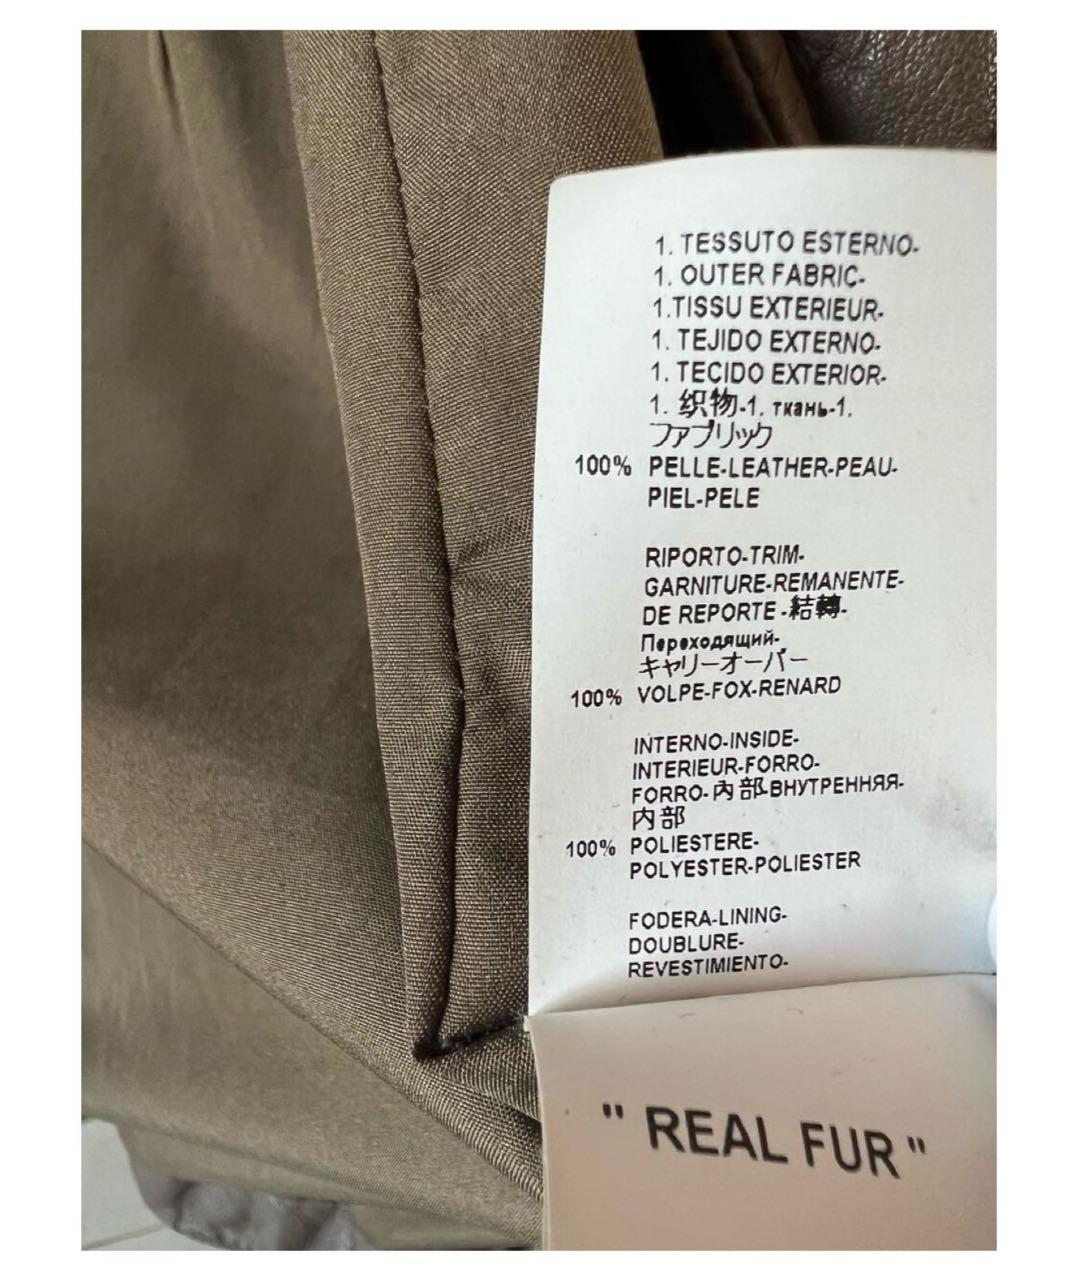 1. TESSUTO ESTERNO-
1. OUTER FABRIC-
1.TISSU EXTERIEUR-
1. TEJIDO EXTERNO-
1. TECIDO EXTERIOR-
1. 织物-1. ткань-1.
ファブリック
100% PELLE-LEATHER-PEAU-
PIEL-PELE
RIPORTO-TRIM-
GARNITURE-REMANENTE-
DE REPORTE -結轉-
Переходящий-
キャリーオーバー
100% VOLPE-FOX-RENARD
INTERNO-INSIDE-
INTERIEUR-FORRO-
FORRO-內部-ВНУТРЕННЯЯ-
内部
100% POLIESTERE-
POLYESTER-POLIESTER
FODERA-LINING-
DOUBLURE-
REVESTIMIENTO-
" REAL FUR "